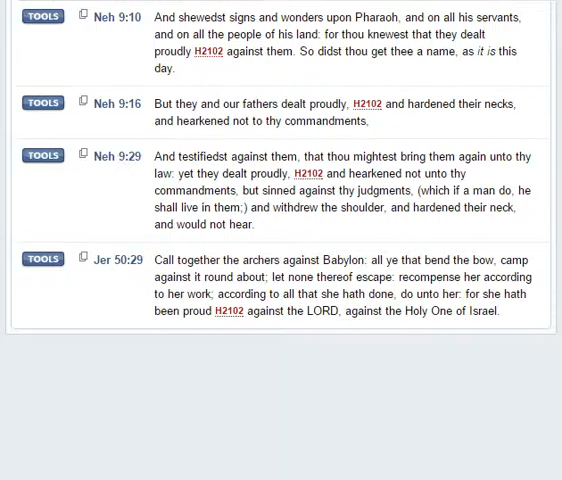 TOOLS Neh 9:10 And shewedst signs and wonders upon Pharaoh, and on all his servants,
and on all the people of his land: for thou knewest that they dealt
proudly H2102 against them. So didst thou get thee a name, as it is this
day.
TOOLS Neh 9:16 But they and our fathers dealt proudly, H2102 and hardened their necks,
and hearkened not to thy commandments,
TOOLS Neh 9:29 And testifiedst against them, that thou mightest bring them again unto thy
law: yet they dealt proudly, H2102 and hearkened not unto thy
commandments, but sinned against thy judgments, (which if a man do, he
shall live in them;) and withdrew the shoulder, and hardened their neck,
and would not hear.
TOOLS Jer 50:29 Call together the archers against Babylon: all ye that bend the bow, camp
against it round about; let none thereof escape: recompense her according
to her work; according to all that she hath done, do unto her: for she hath
been proud H2102 against the LORD, against the Holy One of Israel.